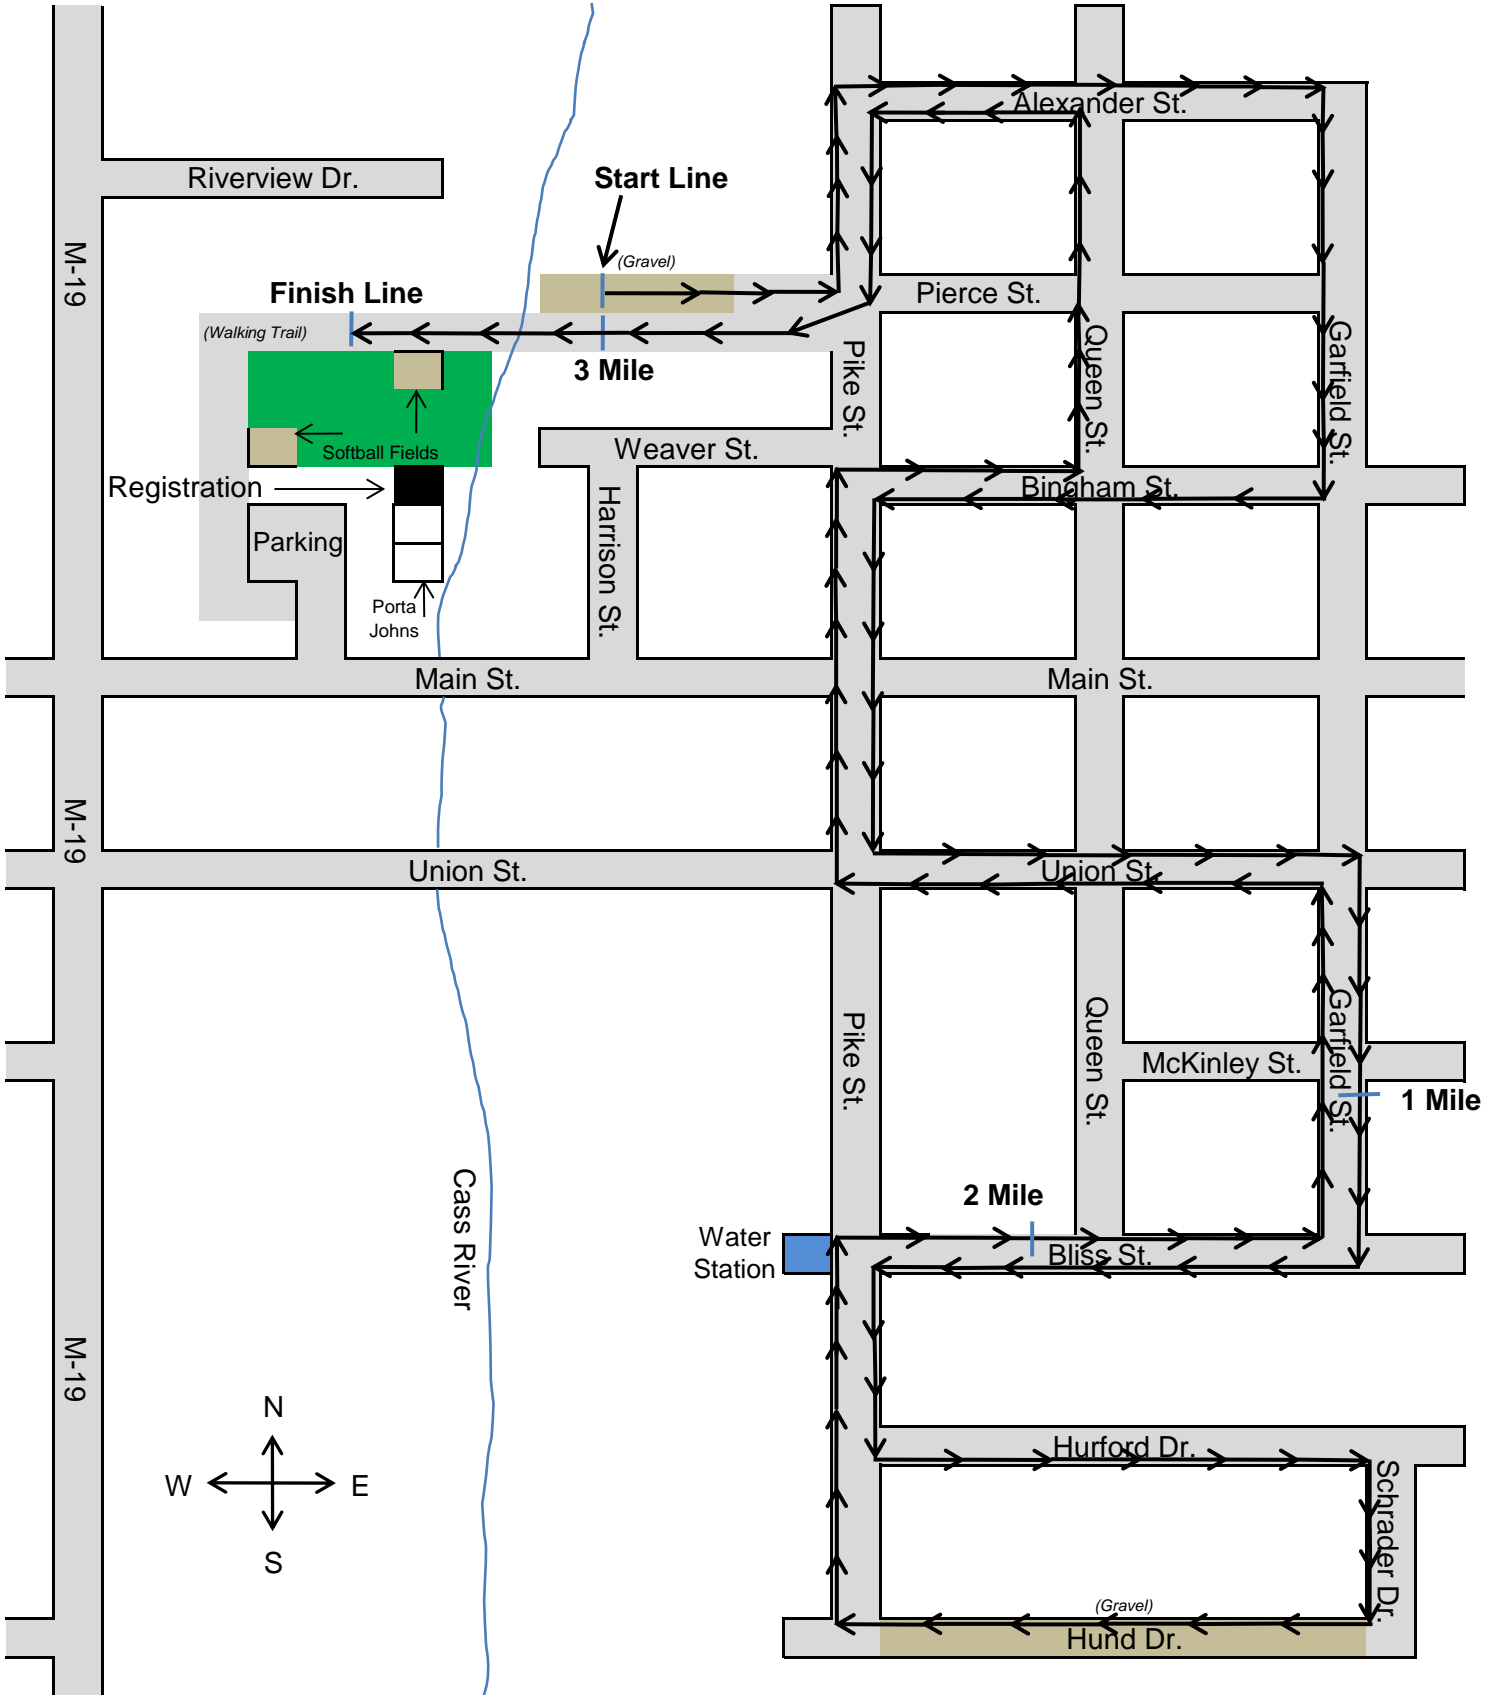 Alexander St.
Riverview Dr.
Start Line
(Gravel)
M-19
Finish Line
Pierce St.
(Walking Trail)
3 Mile
Pike St.
Queen St.
Garfield St.
Weaver St.
Softball Fields
Registration
Bingham St.
Harrison St.
Parking
Porta
Johns
Main St.
Main St.
M-19
Union St.
Union St.
Pike St.
Queen St.
Garfield St.
McKinley St.
1 Mile
Cass River
2 Mile
Water
Station
Bliss St.
M-19
N
W
E
S
Hurford Dr.
Schrader Dr.
(Gravel)
Hund Dr.